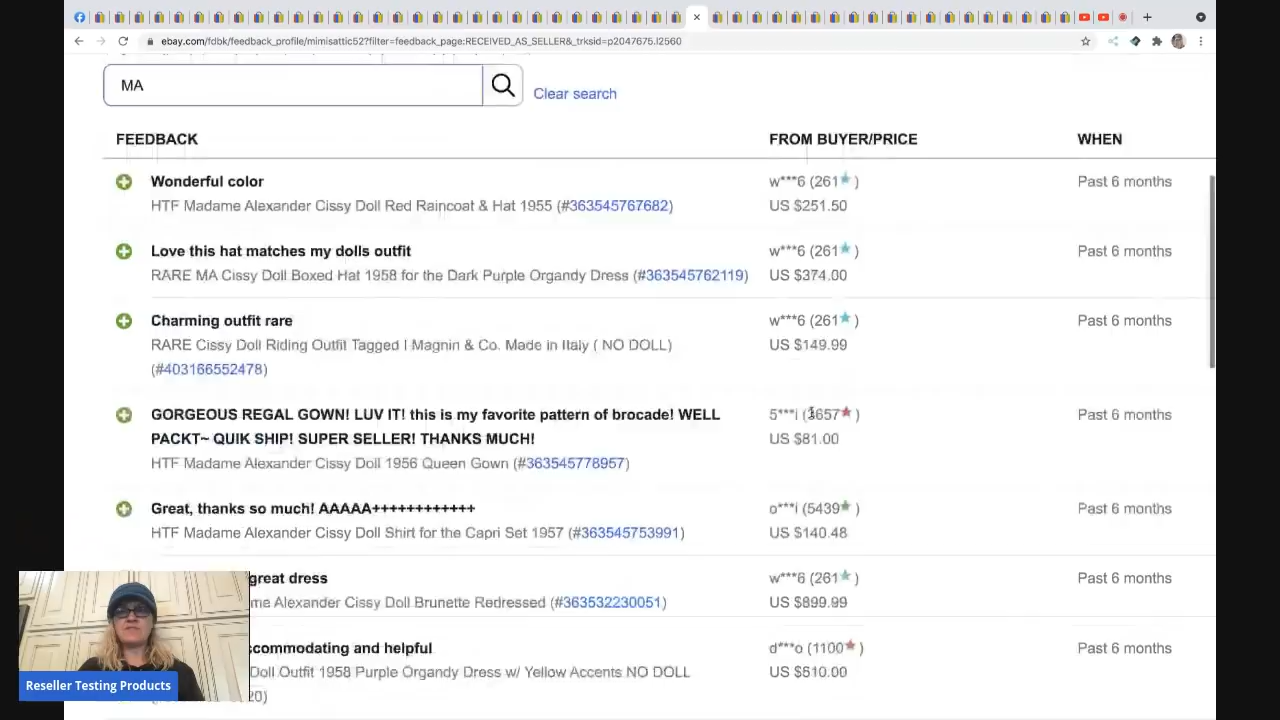 ebay.com/fdbk/feedback_profile/mimisattic52?filter=feedback_page:RECEIVED_AS_SELLER&_trksid=p2047675.l2560
MA
Clear search
FEEDBACK FROM BUYER/PRICE WHEN
Wonderful color w***6 (261 ) Past 6 months
HTF Madame Alexander Cissy Doll Red Raincoat & Hat 1955 (#363545767682) US $251.50
Love this hat matches my dolls outfit w***6 (261 ) Past 6 months
RARE MA Cissy Doll Boxed Hat 1958 for the Dark Purple Organdy Dress (#363545762119) US $374.00
Charming outfit rare w***6 (261 ) Past 6 months
RARE Cissy Doll Riding Outfit Tagged I Magnin & Co. Made in Italy ( NO DOLL) US $149.99
(#403166552478)
GORGEOUS REGAL GOWN! LUV IT! this is my favorite pattern of brocade! WELL 5***i (3657 ) Past 6 months
PACKT~ QUIK SHIP! SUPER SELLER! THANKS MUCH! US $81.00
HTF Madame Alexander Cissy Doll 1956 Queen Gown (#363545778957)
Great, thanks so much! AAAAA++++++++++++ o***i (5439 ) Past 6 months
HTF Madame Alexander Cissy Doll Shirt for the Capri Set 1957 (#363545753991) US $140.48
great dress w***6 (261 ) Past 6 months
me Alexander Cissy Doll Brunette Redressed (#363532230051) US $899.99
ccommodating and helpful d***o (1100 ) Past 6 months
Doll Outfit 1958 Purple Organdy Dress w/ Yellow Accents NO DOLL US $510.00
20)
Reseller Testing Products